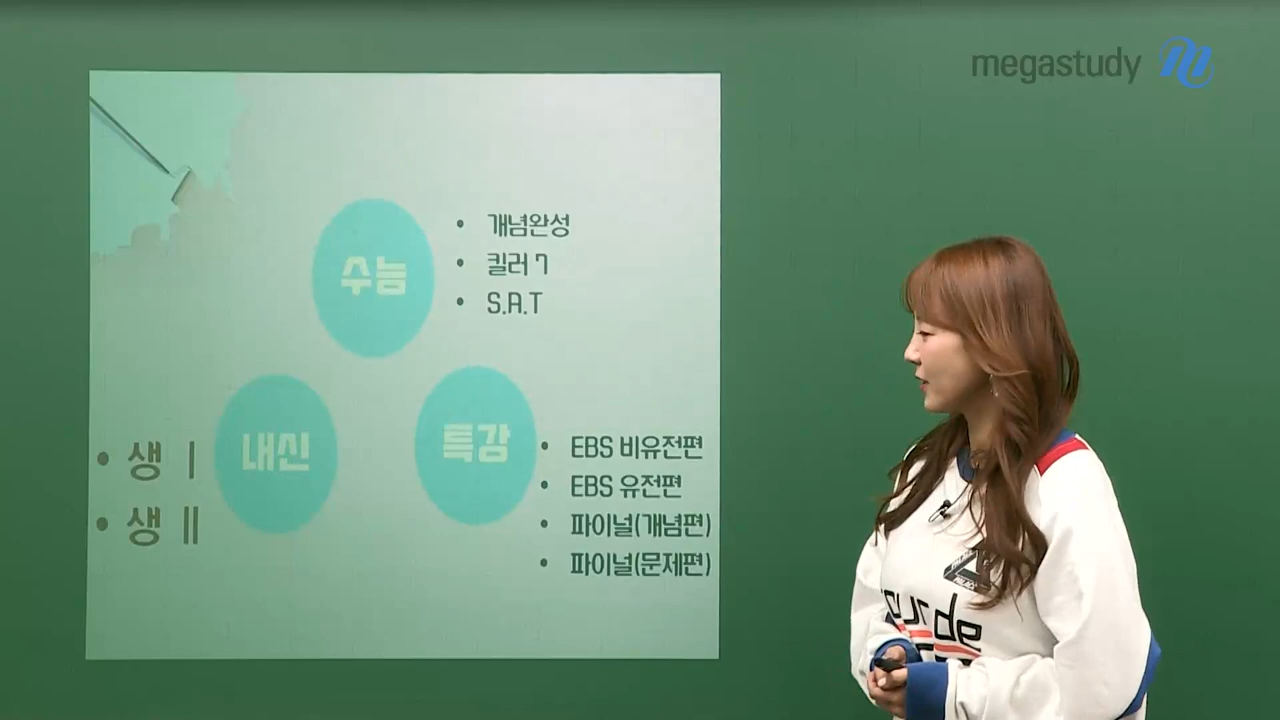 megastudy
수능
• 개념완성
• 킬러 7
• S.A.T
내신
• 생 Ⅰ
• 생 Ⅱ
특강
• EBS 비유전편
• EBS 유전편
• 파이널(개념편)
• 파이널(문제편)